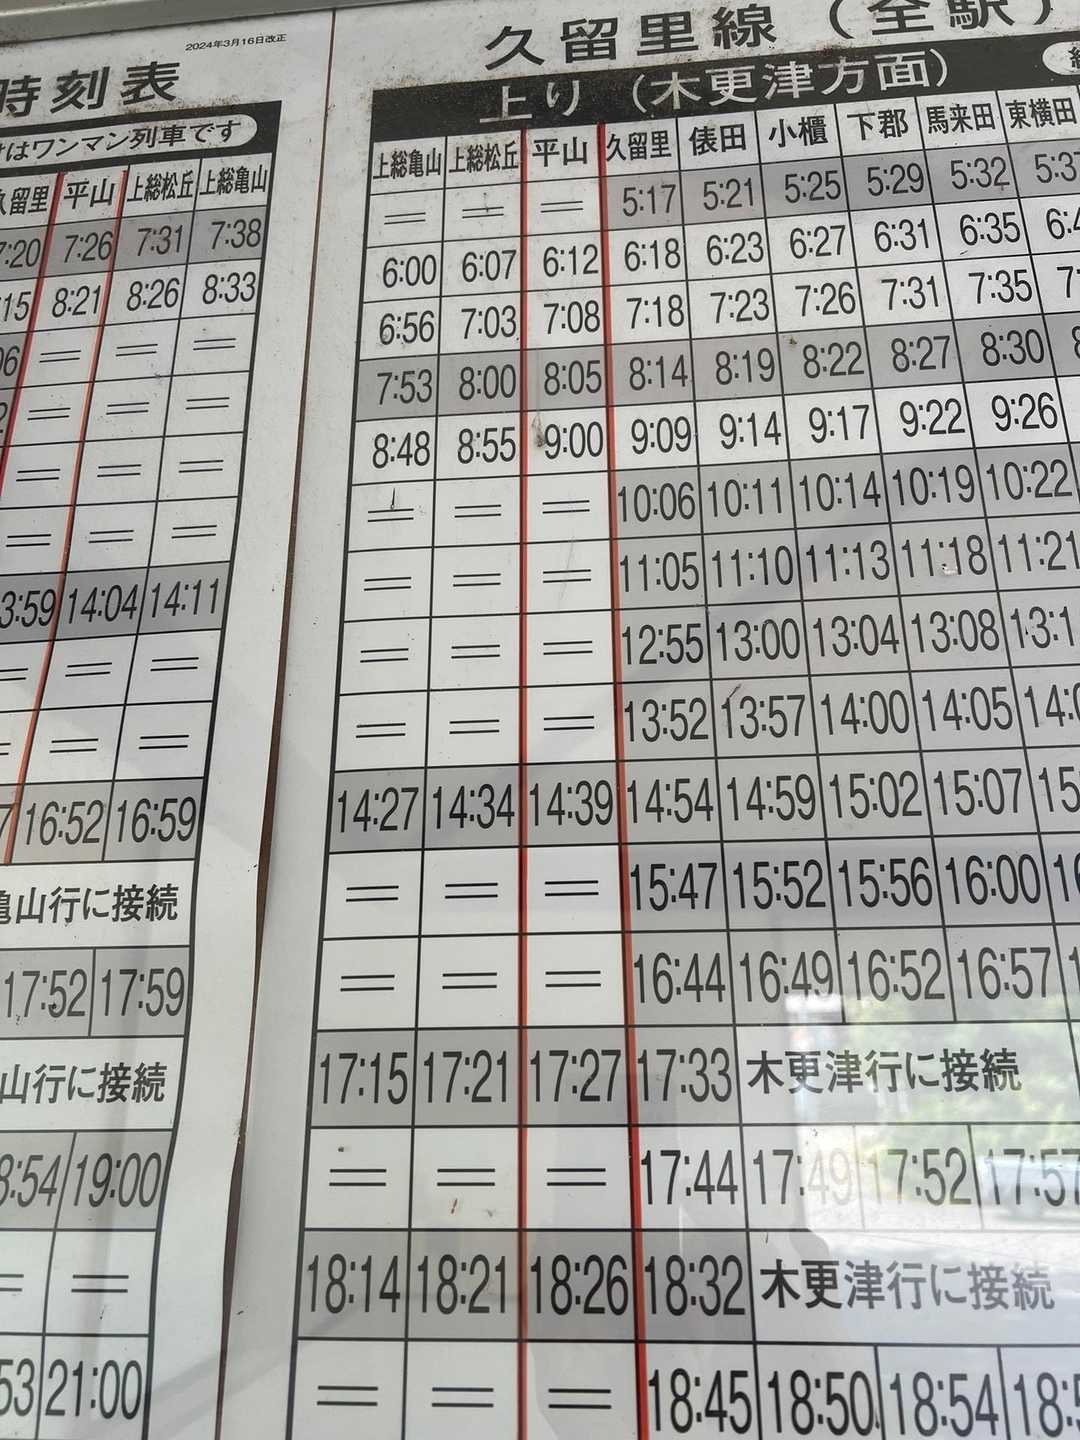 2024年3月16日改正
時刻表
はワンマン列車です
久留里 平山 上総松丘 上総亀山
7:20 7:26 7:31 7:38
:15 8:21 8:26 8:33
= = =
= = =
= = =
= = =
14:04 14:11
= = =
= =
16:52 16:59
亀山行に接続
17:52 17:59
山行に接続
19:00
= =
21:00
久留里線（全駅）
上り（木更津方面）
上総亀山 上総松丘 平山 久留里 俵田 小櫃 下郡 馬来田 東横田
= = = 5:17 5:21 5:25 5:29 5:32
6:00 6:07 6:12 6:18 6:23 6:27 6:31 6:35
6:56 7:03 7:08 7:18 7:23 7:26 7:31 7:35
7:53 8:00 8:05 8:14 8:19 8:22 8:27 8:30
8:48 8:55 9:00 9:09 9:14 9:17 9:22 9:26
= = = 10:06 10:11 10:14 10:19 10:22
= = = 11:05 11:10 11:13 11:18 11:21
= = = 12:55 13:00 13:04 13:08
= = = 13:52 13:57 14:00 14:05
14:27 14:34 14:39 14:54 14:59 15:02 15:07
= = = 15:47 15:52 15:56 16:00
= = = 16:44 16:49 16:52 16:57
17:15 17:21 17:27 17:33 木更津行に接続
= = = 17:44 17:49 17:52 17:57
18:14 18:21 18:26 18:32 木更津行に接続
= = = 18:45 18:50 18:54